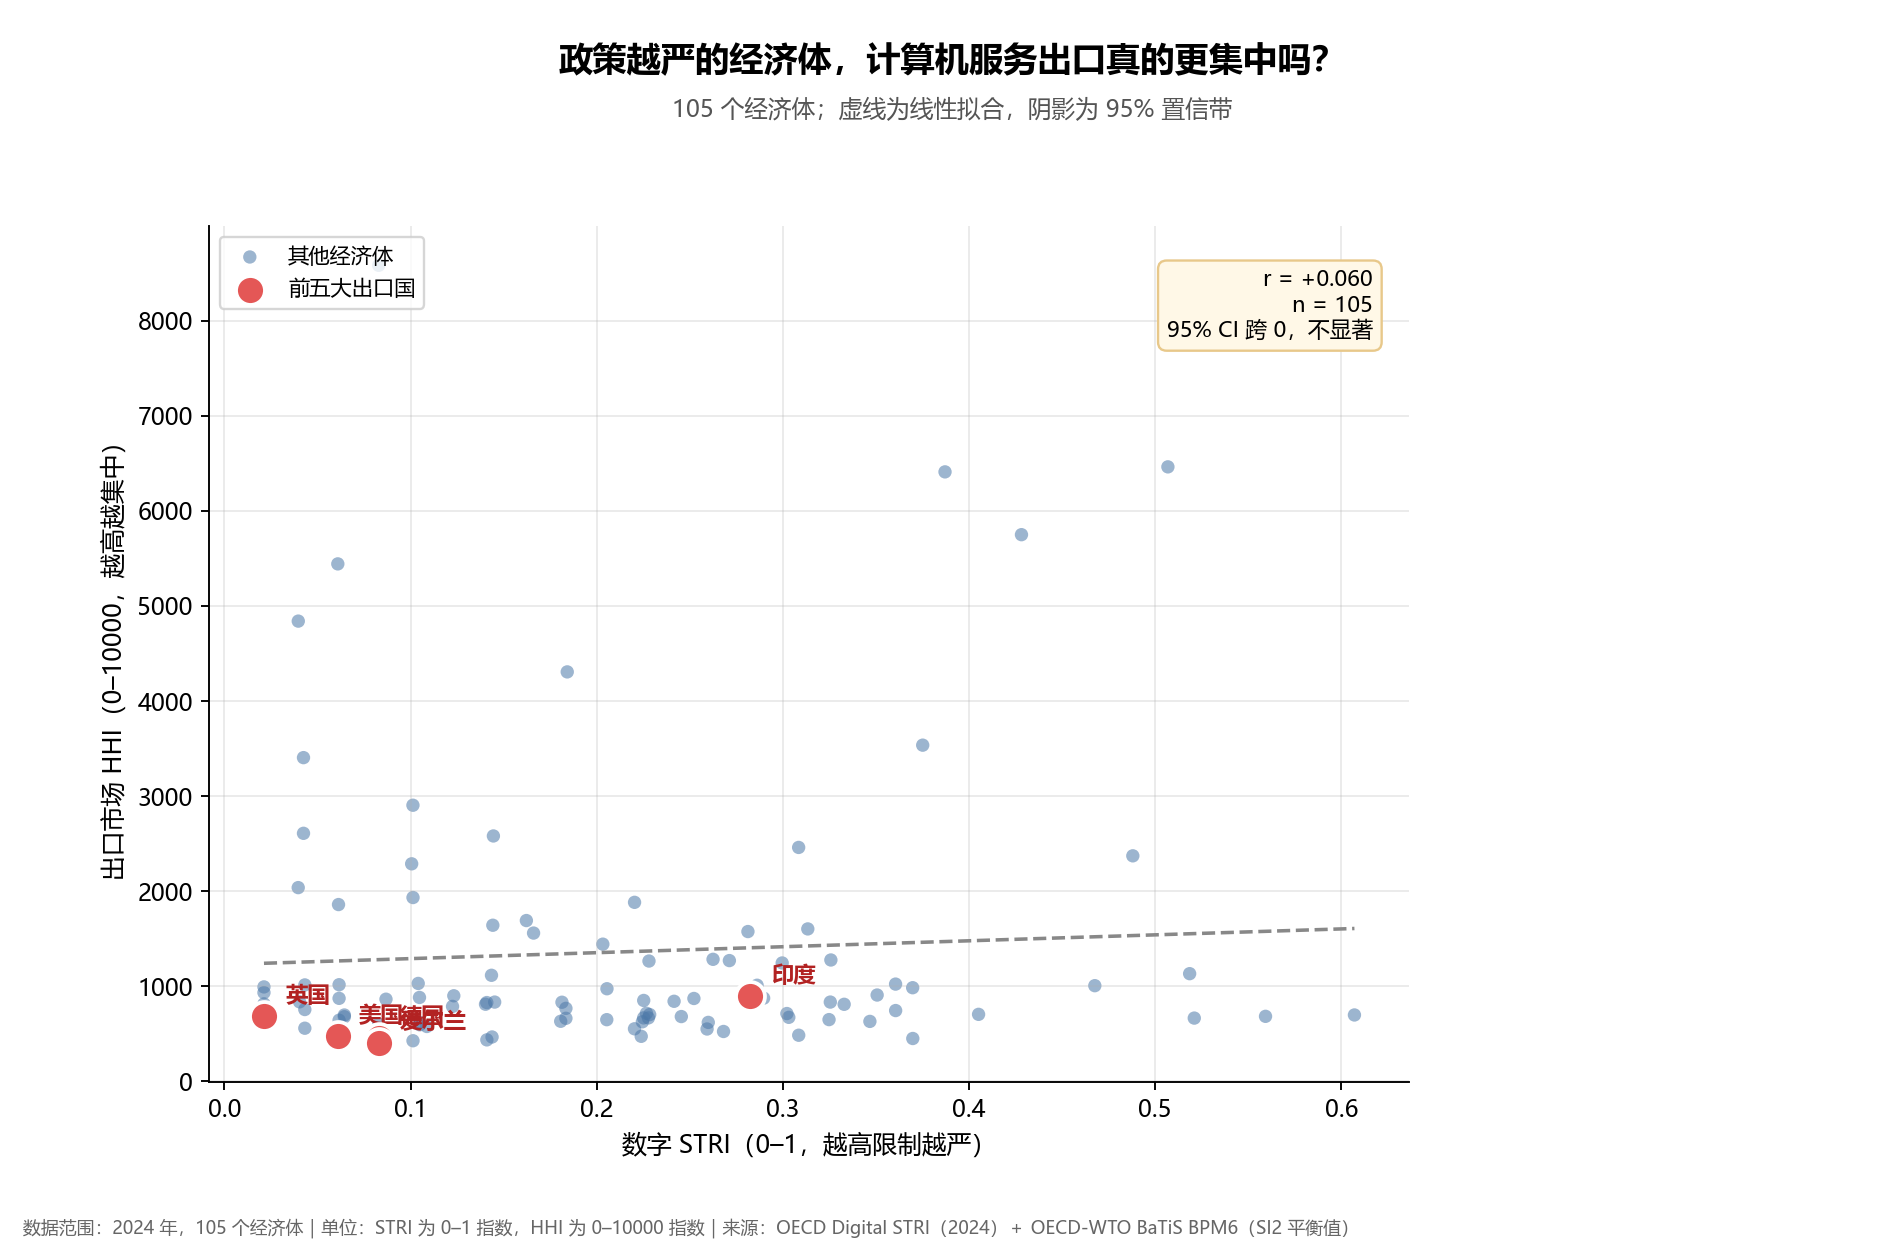 政策越严的经济体，计算机服务出口真的更集中吗？
105 个经济体；虚线为线性拟合，阴影为 95% 置信带
其他经济体
前五大出口国
r = +0.060
n = 105
95% CI 跨 0，不显著
出口市场 HHI（0–10000，越高越集中）
8000
7000
6000
5000
4000
3000
2000
1000
0
印度
英国
美国
德国
爱尔兰
0.0
0.1
0.2
0.3
0.4
0.5
0.6
数字 STRI（0–1，越高限制越严）
数据范围：2024 年，105 个经济体 | 单位：STRI 为 0–1 指数，HHI 为 0–10000 指数 | 来源：OECD Digital STRI（2024）+ OECD-WTO BaTiS BPM6（SI2 平衡值）